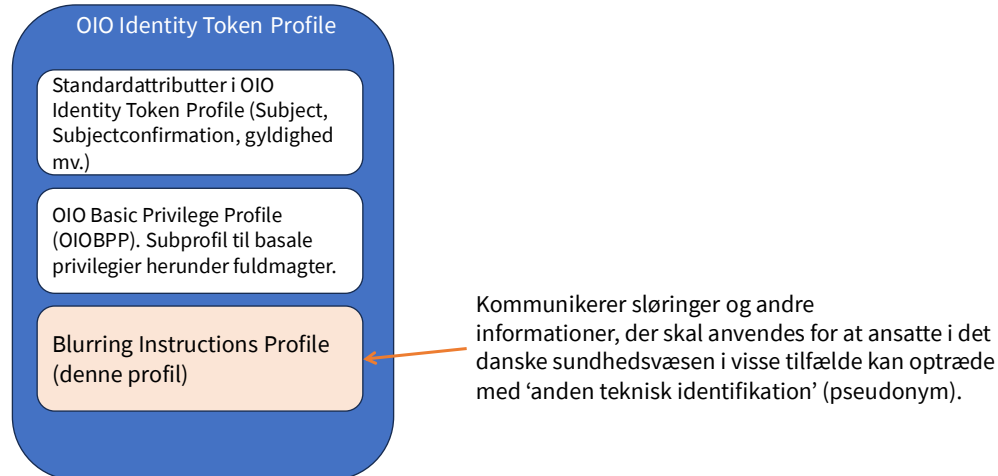 OIO Identity Token Profile
Standardattributter i OIO
Identity Token Profile (Subject,
Subjectconfirmation, gyldighed
mv.)
OIO Basic Privilege Profile
(OIOBPP). Subprofil til basale
privilegier herunder fuldmagter.
Blurring Instructions Profile
(denne profil)
Kommunikerer sløringer og andre
informationer, der skal anvendes for at ansatte i det
danske sundhedsvæsen i visse tilfælde kan optræde
med ‘anden teknisk identifikation’ (pseudonym).